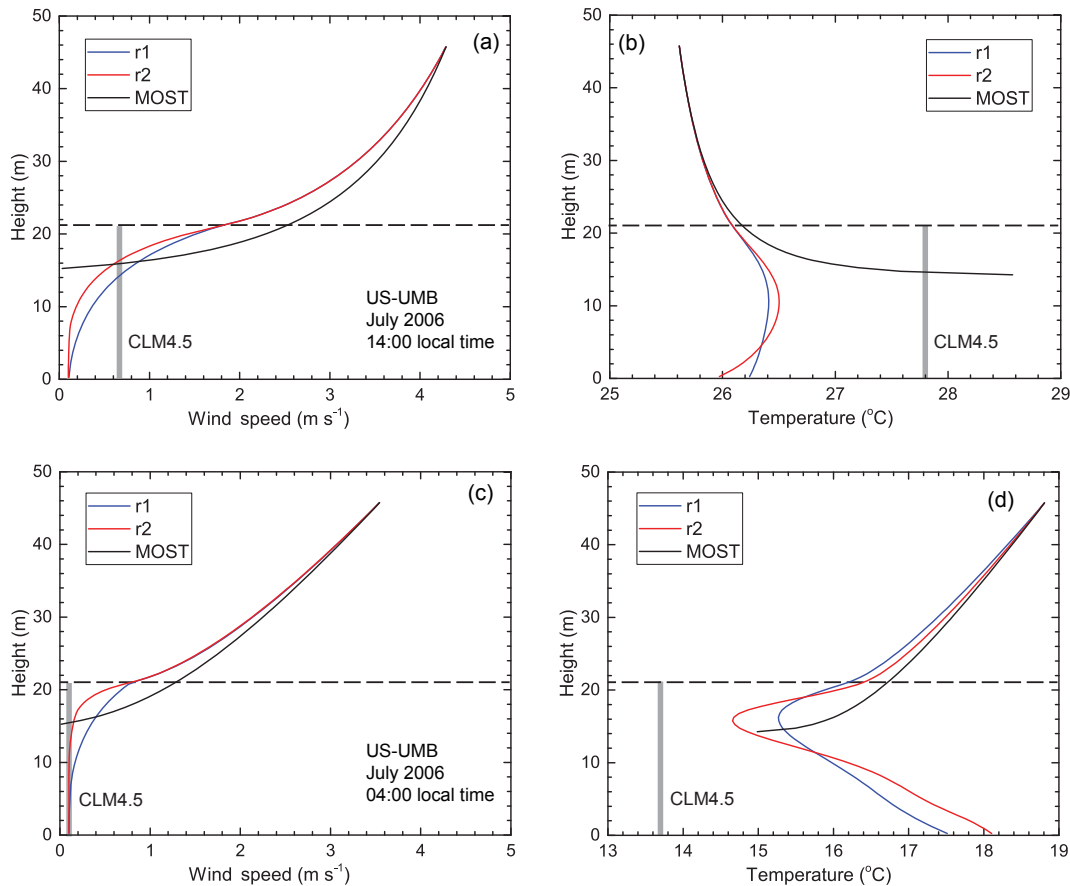 (a)
r1
r2
MOST
50
40
30
20
10
0
Height (m)
CLM4.5
US-UMB
July 2006
14:00 local time
0 1 2 3 4 5
Wind speed (m s⁻¹)
(b)
r1
r2
MOST
50
40
30
20
10
0
Height (m)
CLM4.5
25 26 27 28 29
Temperature (°C)
(c)
r1
r2
MOST
50
40
30
20
10
0
Height (m)
CLM4.5
US-UMB
July 2006
04:00 local time
0 1 2 3 4 5
Wind speed (m s⁻¹)
(d)
r1
r2
MOST
50
40
30
20
10
0
Height (m)
CLM4.5
13 14 15 16 17 18 19
Temperature (°C)